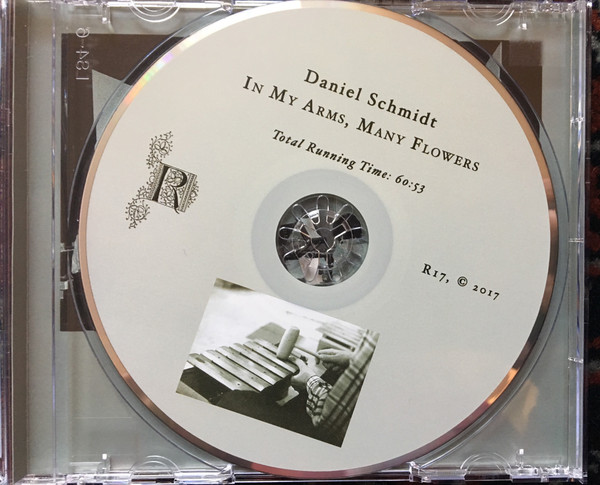 Daniel Schmidt
In My Arms, Many Flowers
Total Running Time: 60:53
R
R17, © 2017